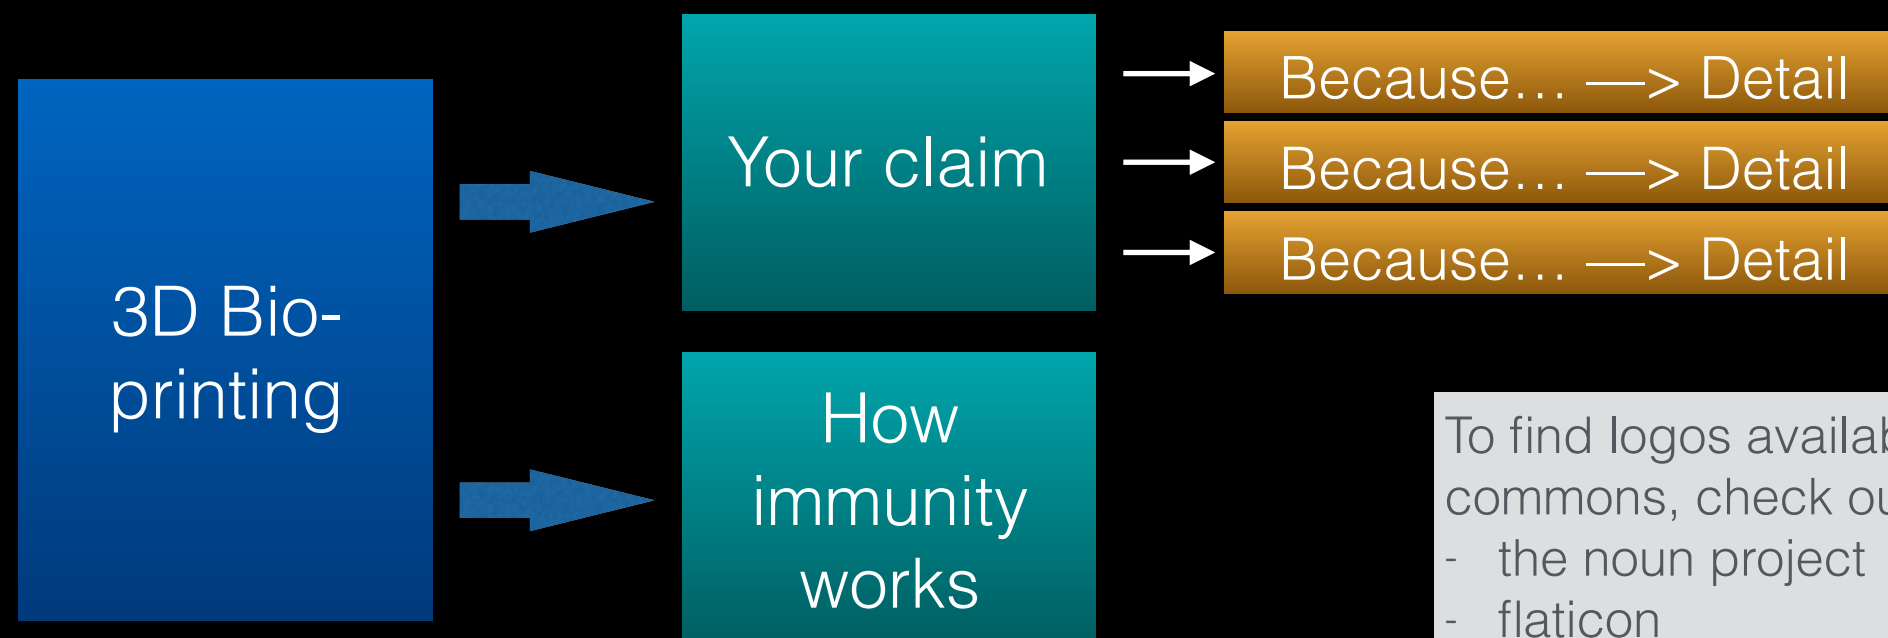 3D Bio-
printing
Your claim
Because… —> Detail
Because… —> Detail
Because… —> Detail
How
immunity
works
To find logos
commons, check
- the noun project
- flaticon